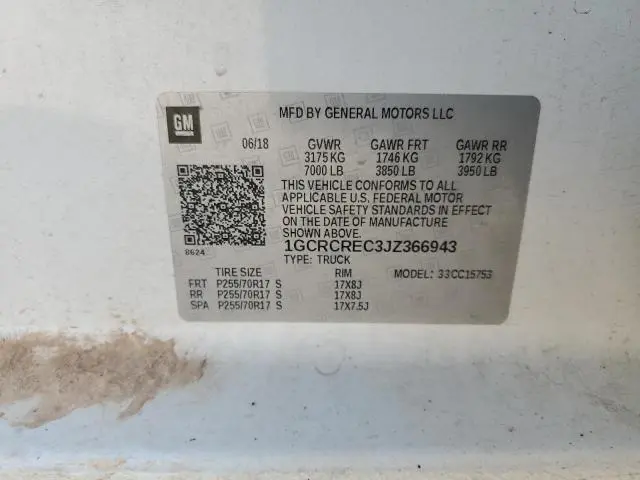 GM
MFD BY GENERAL MOTORS LLC
06/18 GVWR GAWR FRT GAWR RR
3175 KG 1746 KG 1792 KG
7000 LB 3850 LB 3950 LB
THIS VEHICLE CONFORMS TO ALL
APPLICABLE U.S. FEDERAL MOTOR
VEHICLE SAFETY STANDARDS IN EFFECT
ON THE DATE OF MANUFACTURE
SHOWN ABOVE.
8624
1GCRCREC3JZ366943
TYPE: TRUCK
TIRE SIZE RIM MODEL: 33CC15753
FRT P255/70R17 S 17X8J
RR P255/70R17 S 17X8J
SPA P255/70R17 S 17X7.5J